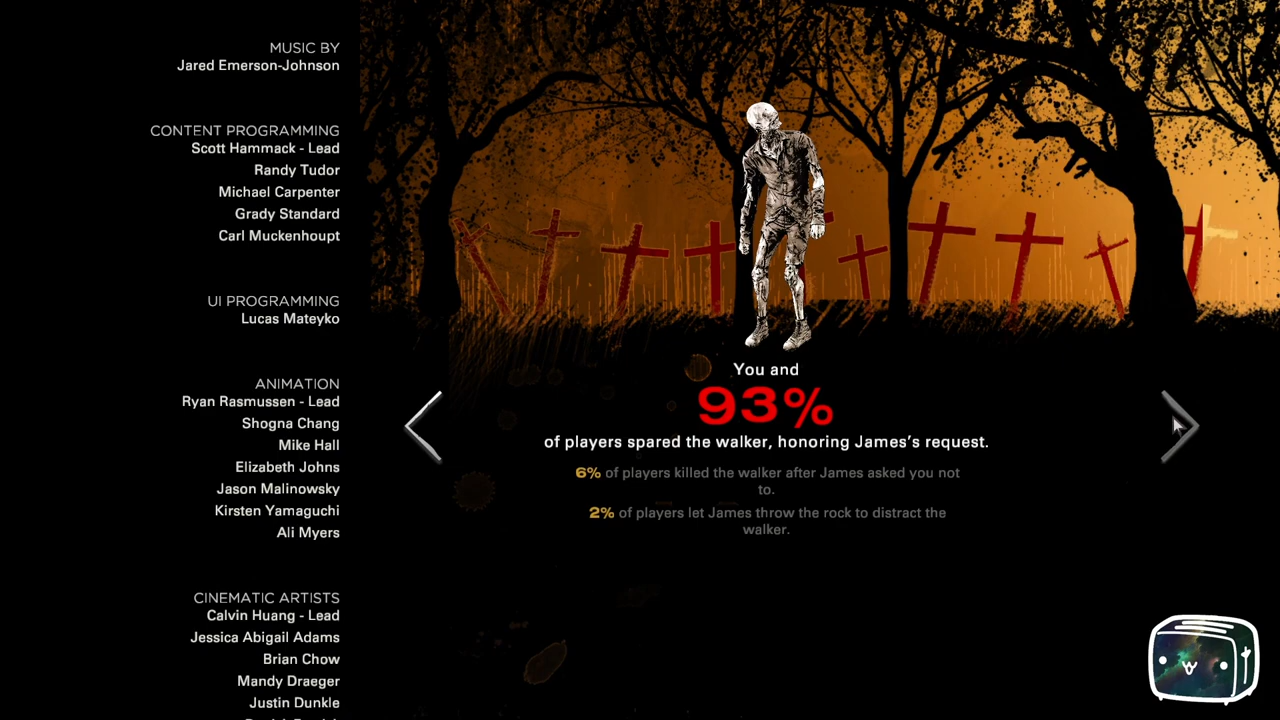 MUSIC BY
Jared Emerson-Johnson
CONTENT PROGRAMMING
Scott Hammack - Lead
Randy Tudor
Michael Carpenter
Grady Standard
Carl Muckenhoupt
UI PROGRAMMING
Lucas Mateyko
ANIMATION
Ryan Rasmussen - Lead
Shogna Chang
Mike Hall
Elizabeth Johns
Jason Malinowsky
Kirsten Yamaguchi
Ali Myers
CINEMATIC ARTISTS
Calvin Huang - Lead
Jessica Abigail Adams
Brian Chow
Mandy Draeger
Justin Dunkle
You and
93%
of players spared the walker, honoring James's request.
6% of players killed the walker after James asked you not
to.
2% of players let James throw the rock to distract the
walker.